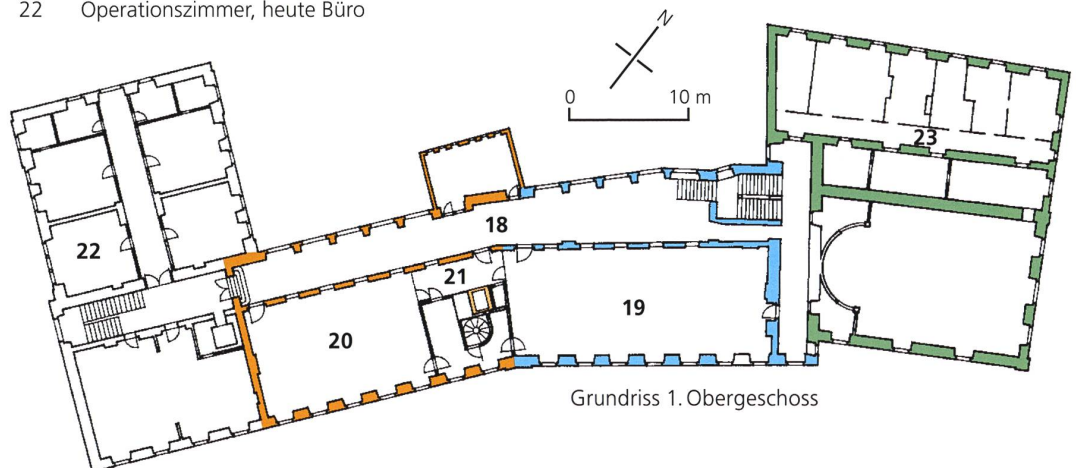 22 Operationszimmer, heute Büro
N
0 10 m
23
18
22
21
19
20
Grundriss 1. Obergeschoss